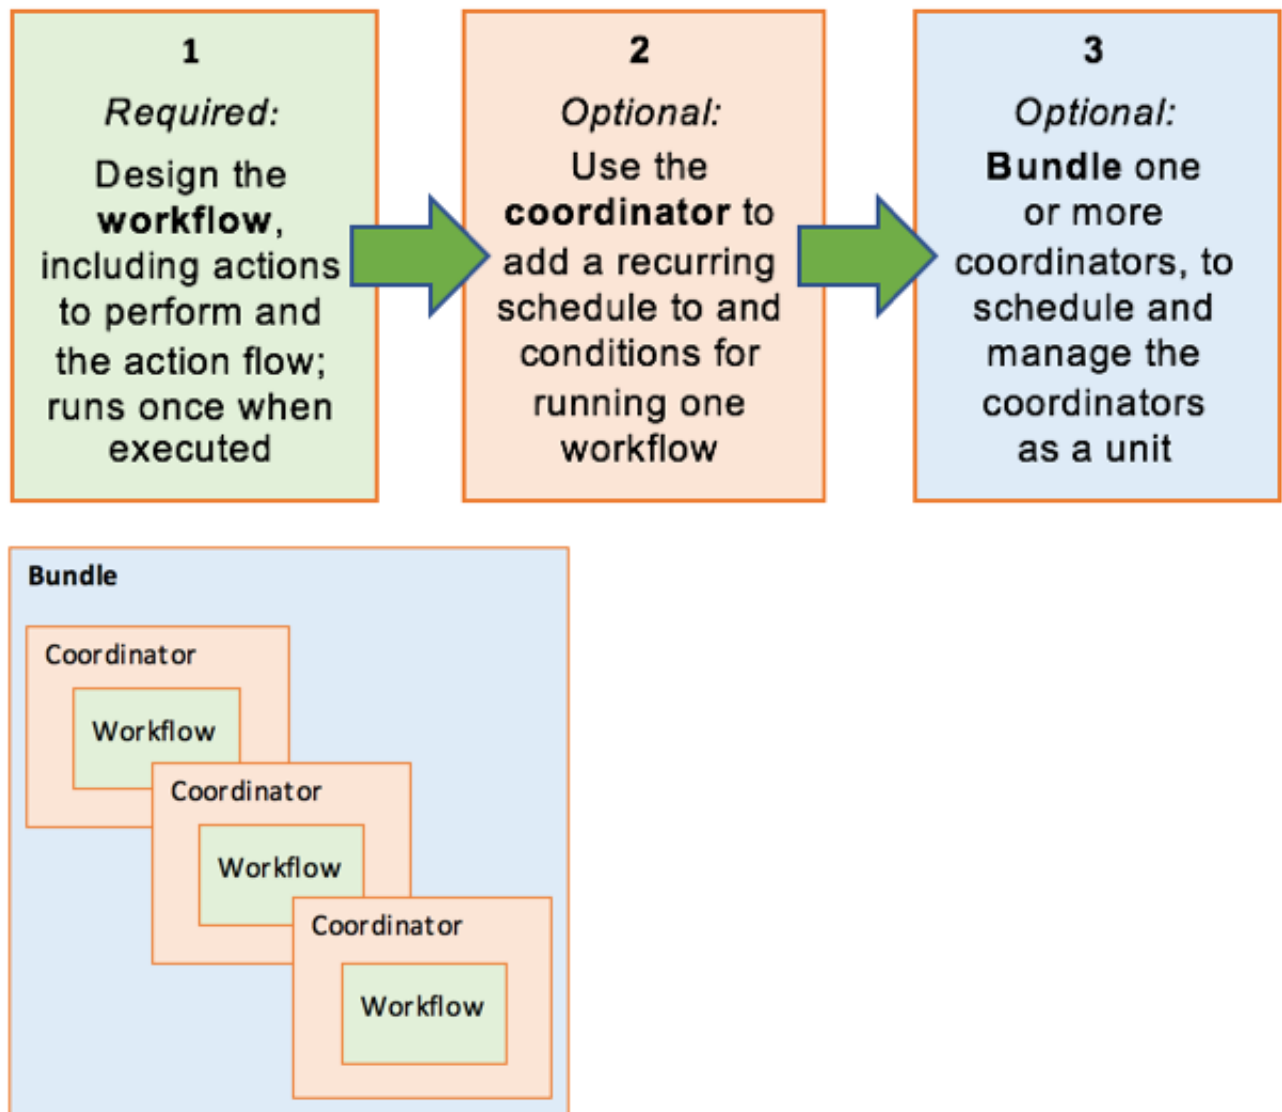 1
Required:
Design the
workflow,
including actions
to perform and
the action flow;
runs once when
executed
2
Optional:
Use the
coordinator to
add a recurring
schedule to and
conditions for
running one
workflow
3
Optional:
Bundle one
or more
coordinators, to
schedule and
manage the
coordinators
as a unit
Bundle
Coordinator
Workflow
Coordinator
Workflow
Coordinator
Workflow